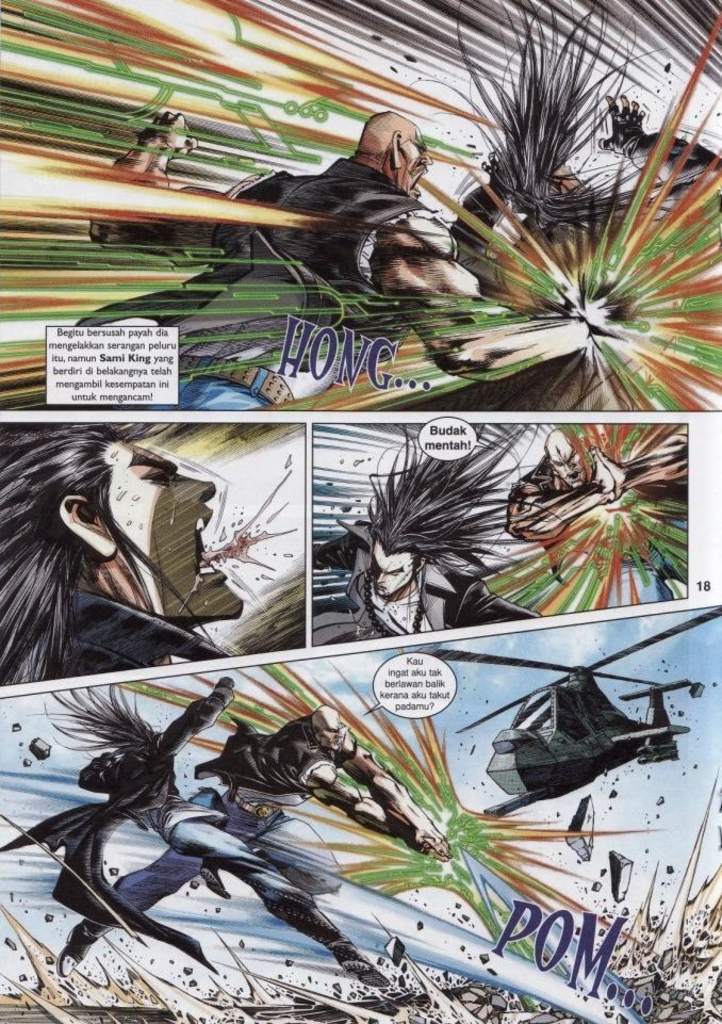 Begitu bersusah payah dia
mengelakkan serangan peluru
itu, namun Sami King yang
berdiri di belakangnya telah
mengambil kesempatan ini
untuk mengancam!
HONG...
Budak
mentah!
18
Kau
ingat aku tak
berlawan balik
kerana aku takut
padamu?
POM...